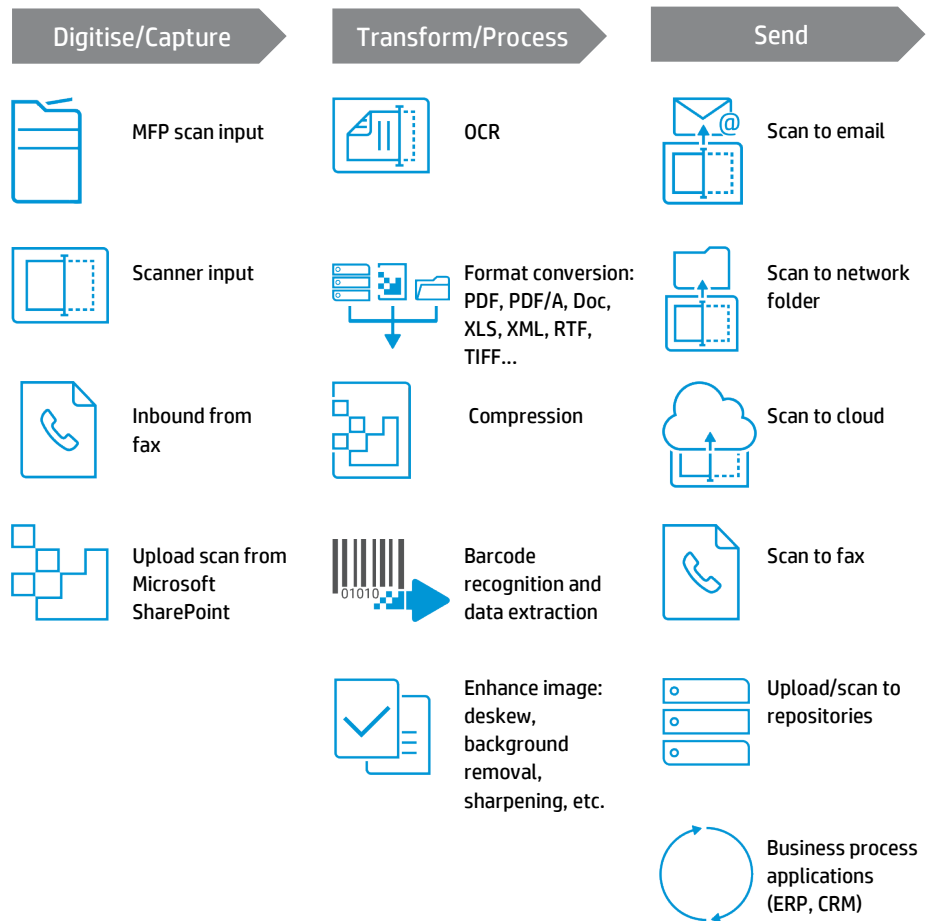 Digitise/Capture
MFP scan input
Scanner input
Inbound from
fax
Upload scan from
Microsoft
SharePoint
Transform/Process
OCR
Format conversion:
PDF, PDF/A, Doc,
XLS, XML, RTF,
TIFF...
Compression
01010
Barcode
recognition and
data extraction
Enhance image:
deskew,
background
removal,
sharpening, etc.
Send
@
Scan to email
Scan to network
folder
Scan to cloud
Scan to fax
Upload/scan to
repositories
Business process
applications
(ERP, CRM)